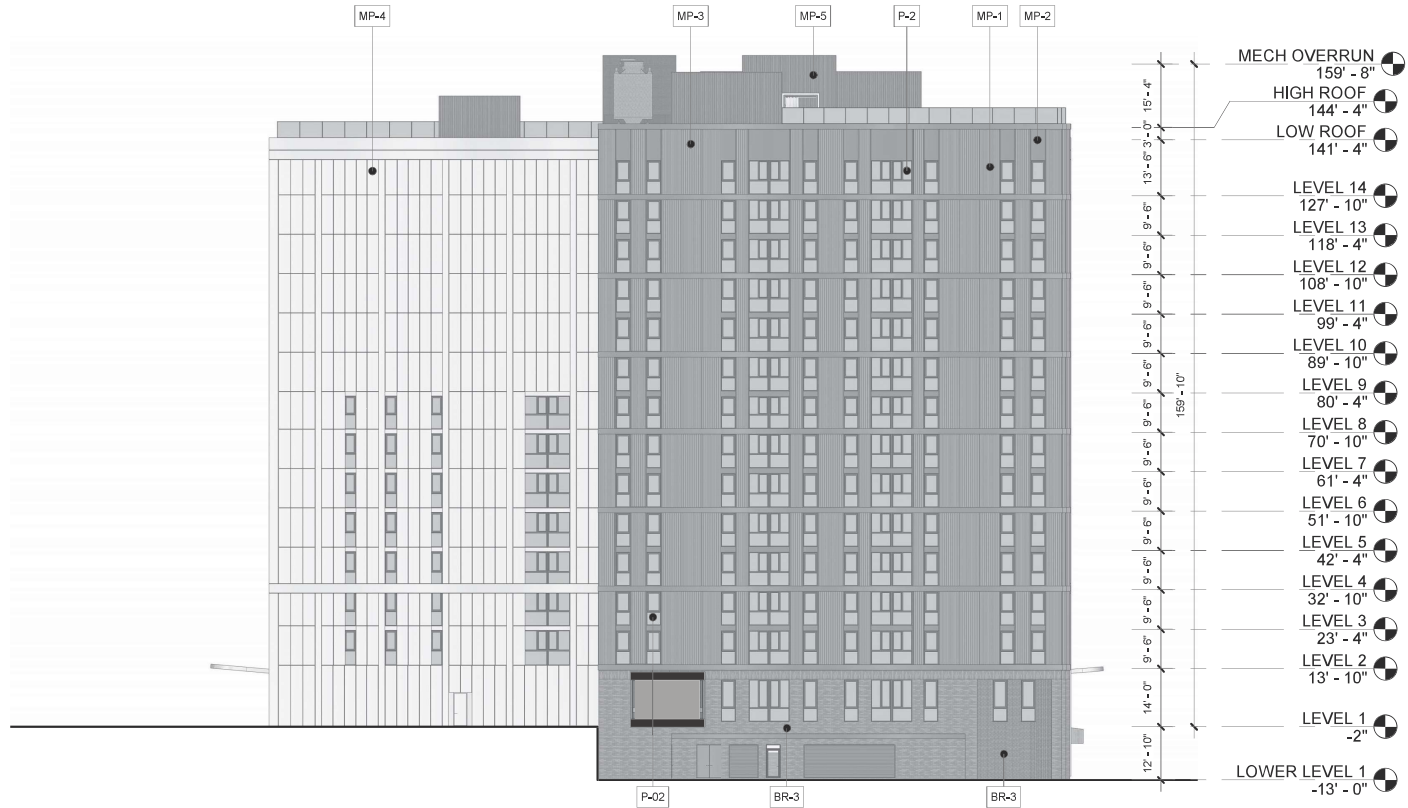 MP-4
MP-3
MP-5
P-2
MP-1
MP-2
MECH OVERRUN
159' - 8"
HIGH ROOF
144' - 4"
LOW ROOF
141' - 4"
LEVEL 14
127' - 10"
LEVEL 13
118' - 4"
LEVEL 12
108' - 10"
LEVEL 11
99' - 4"
LEVEL 10
89' - 10"
LEVEL 9
80' - 4"
LEVEL 8
70' - 10"
LEVEL 7
61' - 4"
LEVEL 6
51' - 10"
LEVEL 5
42' - 4"
LEVEL 4
32' - 10"
LEVEL 3
23' - 4"
LEVEL 2
13' - 10"
LEVEL 1
-2"
LOWER LEVEL 1
-13' - 0"
15' - 4"
3' - 0"
13' - 6"
9' - 6"
9' - 6"
9' - 6"
9' - 6"
9' - 6"
9' - 6"
9' - 6"
9' - 6"
9' - 6"
9' - 6"
9' - 6"
9' - 6"
14' - 0"
12' - 10"
159' - 10"
P-02
BR-3
BR-3